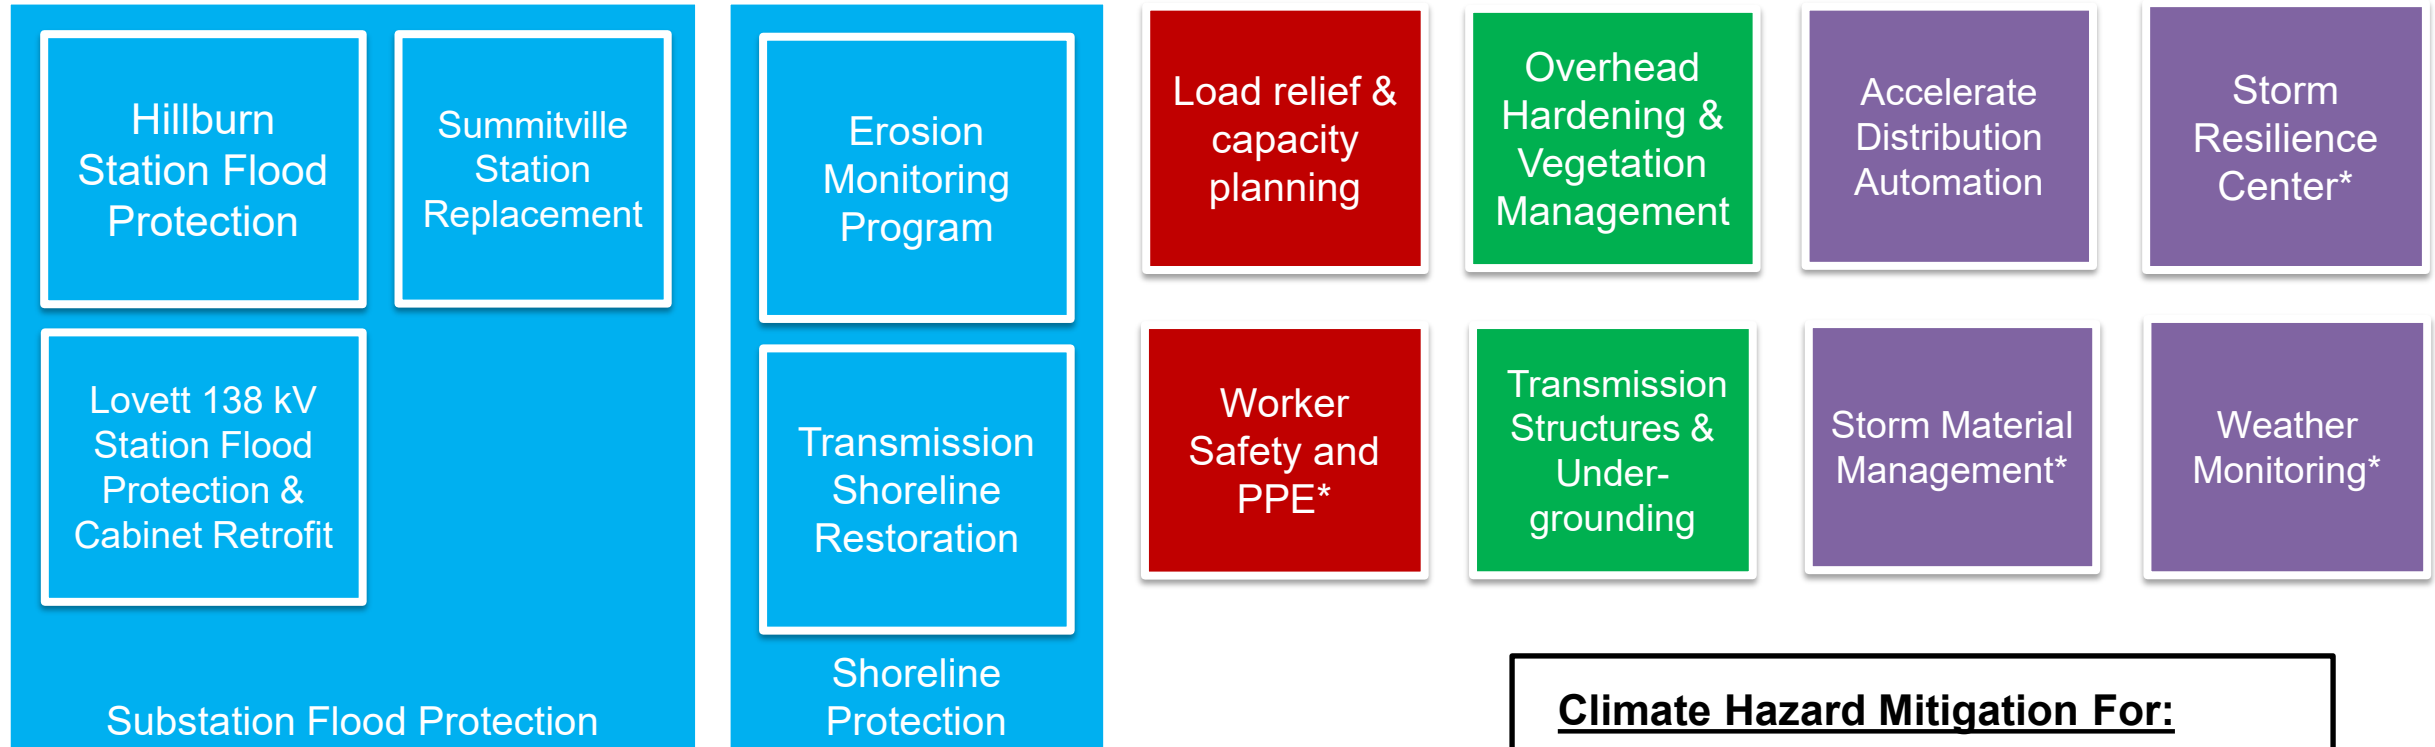 Hillburn
Station Flood
Protection
Summitville
Station
Replacement
Lovett 138 kV
Station Flood
Protection &
Cabinet Retrofit
Substation Flood Protection
Erosion
Monitoring
Program
Transmission
Shoreline
Restoration
Shoreline
Protection
Load relief &
capacity
planning
Overhead
Hardening &
Vegetation
Management
Accelerate
Distribution
Automation
Storm
Resilience
Center*
Worker
Safety and
PPE*
Transmission
Structures &
Under-
grounding
Storm Material
Management*
Weather
Monitoring*
Climate Hazard Mitigation For: